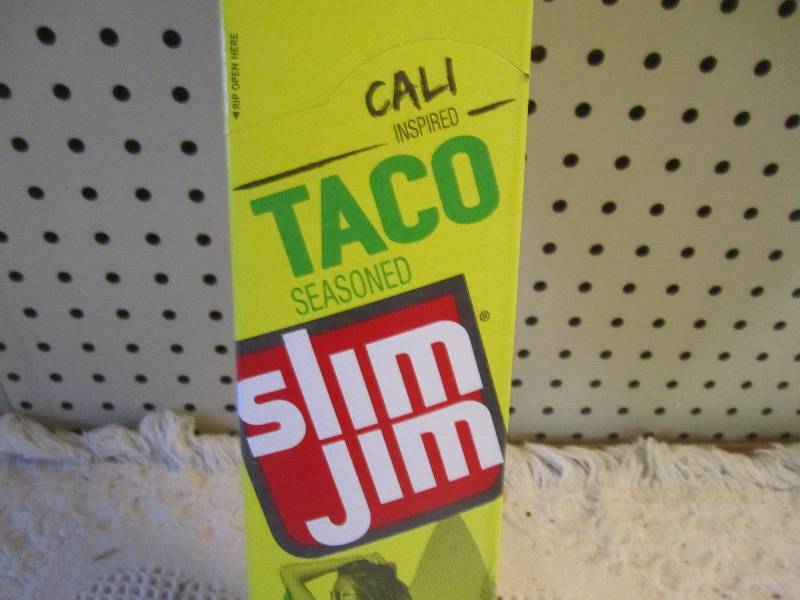 RIP OPEN HERE
CALI
INSPIRED
TACO
SEASONED
slim
jim
®